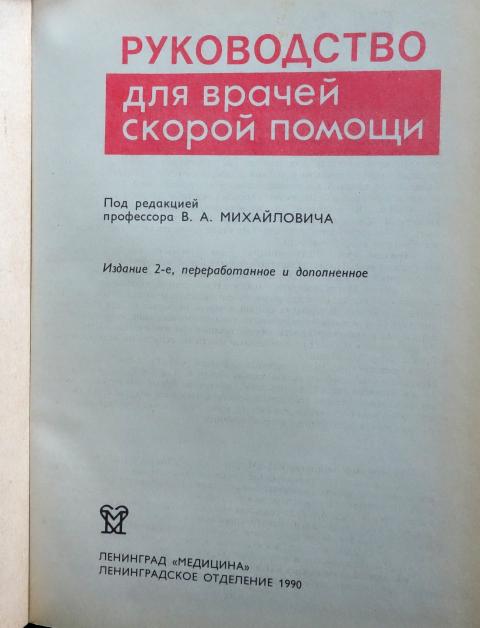 РУКОВОДСТВО
для врачей
скорой помощи
Под редакцией
профессора В. А. МИХАЙЛОВИЧА
Издание 2-е, переработанное и дополненное
ЛЕНИНГРАД «МЕДИЦИНА»
ЛЕНИНГРАДСКОЕ ОТДЕЛЕНИЕ 1990